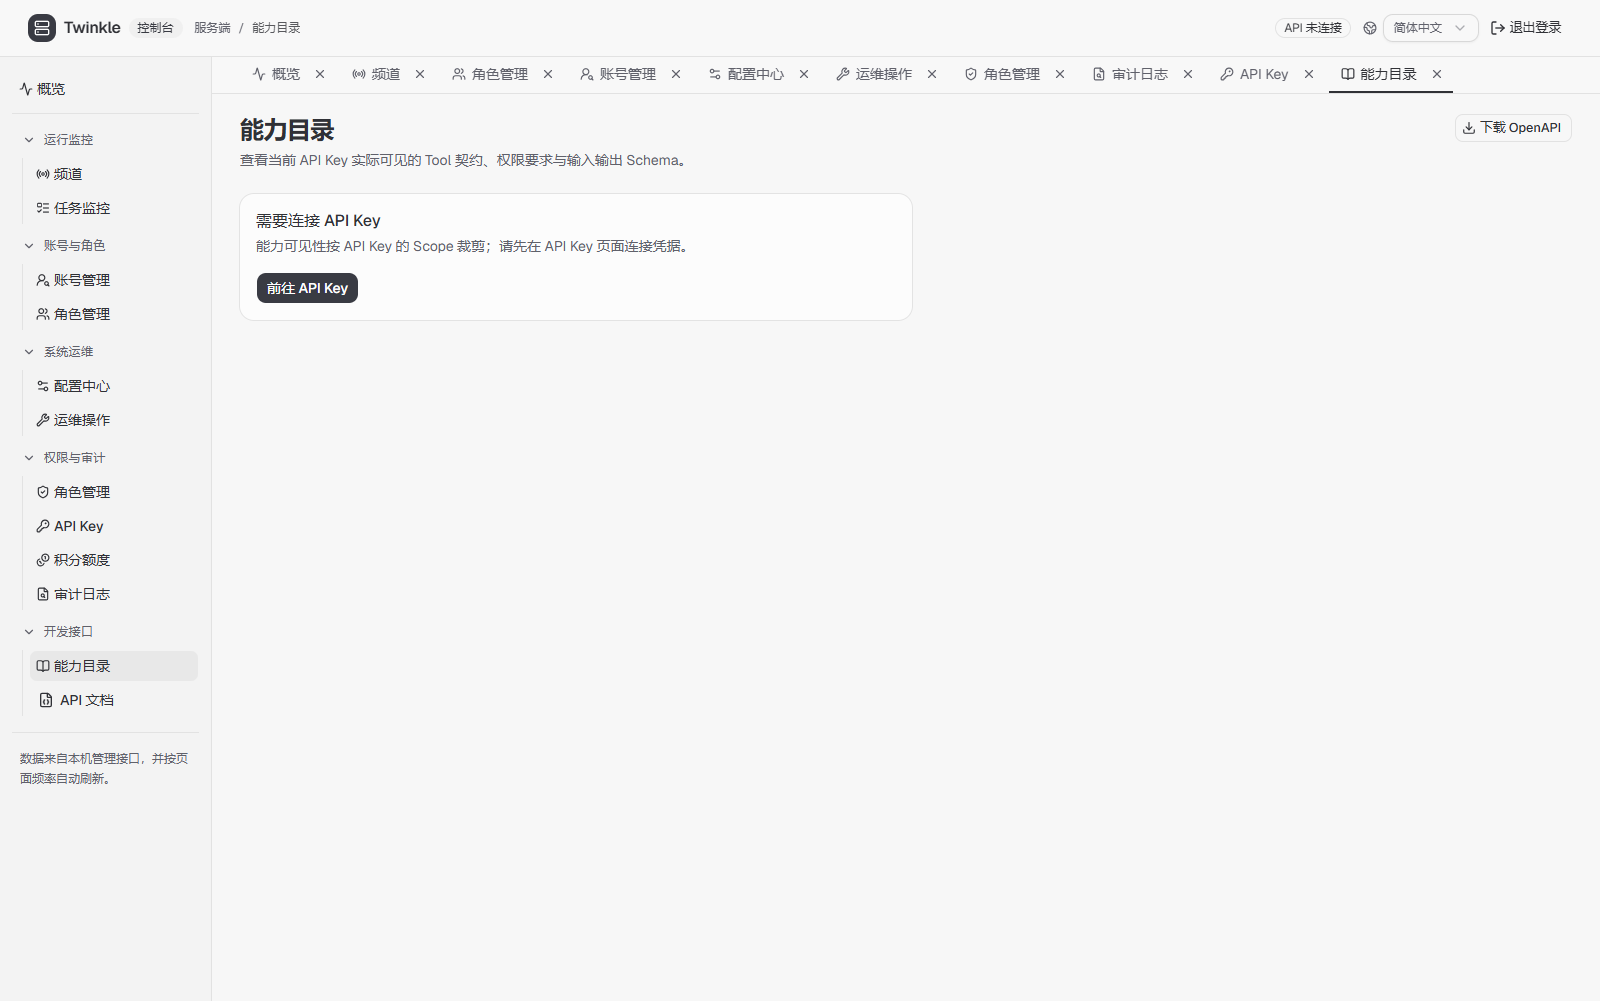 Twinkle 控制台 服务端 / 能力目录 API 未连接 简体中文 退出登录
概览 频道 角色管理 账号管理 配置中心 运维操作 角色管理 审计日志 API Key 能力目录
概览
运行监控
频道
任务监控
账号与角色
账号管理
角色管理
系统运维
配置中心
运维操作
权限与审计
角色管理
API Key
积分额度
审计日志
开发接口
能力目录
API 文档
数据来自本机管理接口，并按页
面频率自动刷新。
能力目录
下载 OpenAPI
查看当前 API Key 实际可见的 Tool 契约、权限要求与输入输出 Schema。
需要连接 API Key
能力可见性按 API Key 的 Scope 裁剪；请先在 API Key 页面连接凭据。
前往 API Key